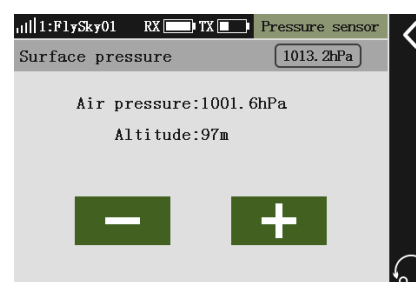 1:FlySky01 RX TX Pressure sensor
Surface pressure 1013.2hPa
Air pressure:1001.6hPa
Altitude:97m